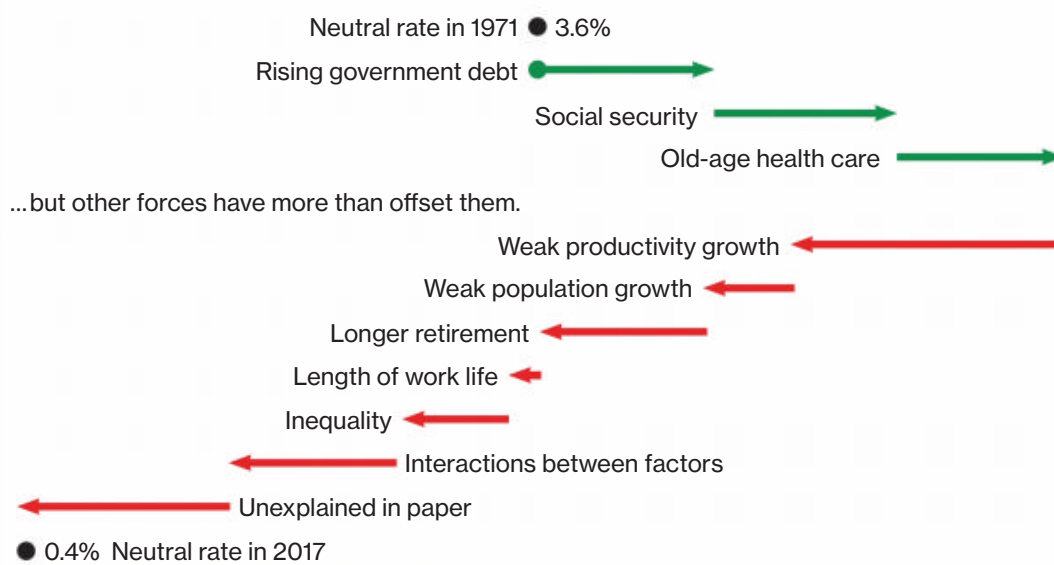 Neutral rate in 1971 3.6%
Rising government debt
Social security
Old-age health care
...but other forces have more than offset them.
Weak productivity growth
Weak population growth
Longer retirement
Length of work life
Inequality
Interactions between factors
Unexplained in paper
0.4% Neutral rate in 2017